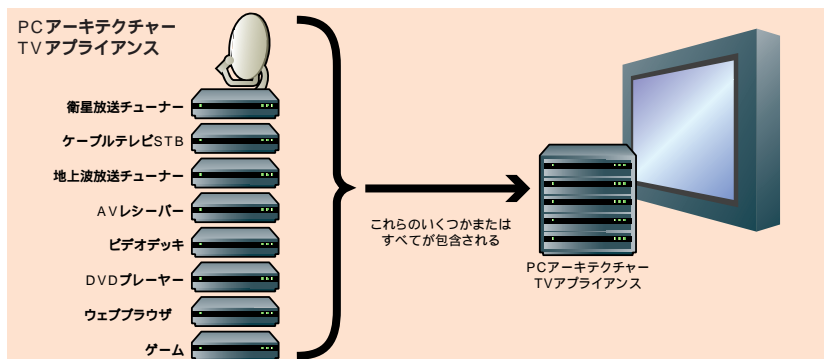 PCアーキテクチャー
TVアプライアンス
衛星放送チューナー
ケーブルテレビSTB
地上波放送チューナー
AVレシーバー
ビデオデッキ
DVDプレーヤー
ウェブブラウザ
ゲーム
これらのいくつかまたは
すべてが包含される
PCアーキテクチャー
TVアプライアンス